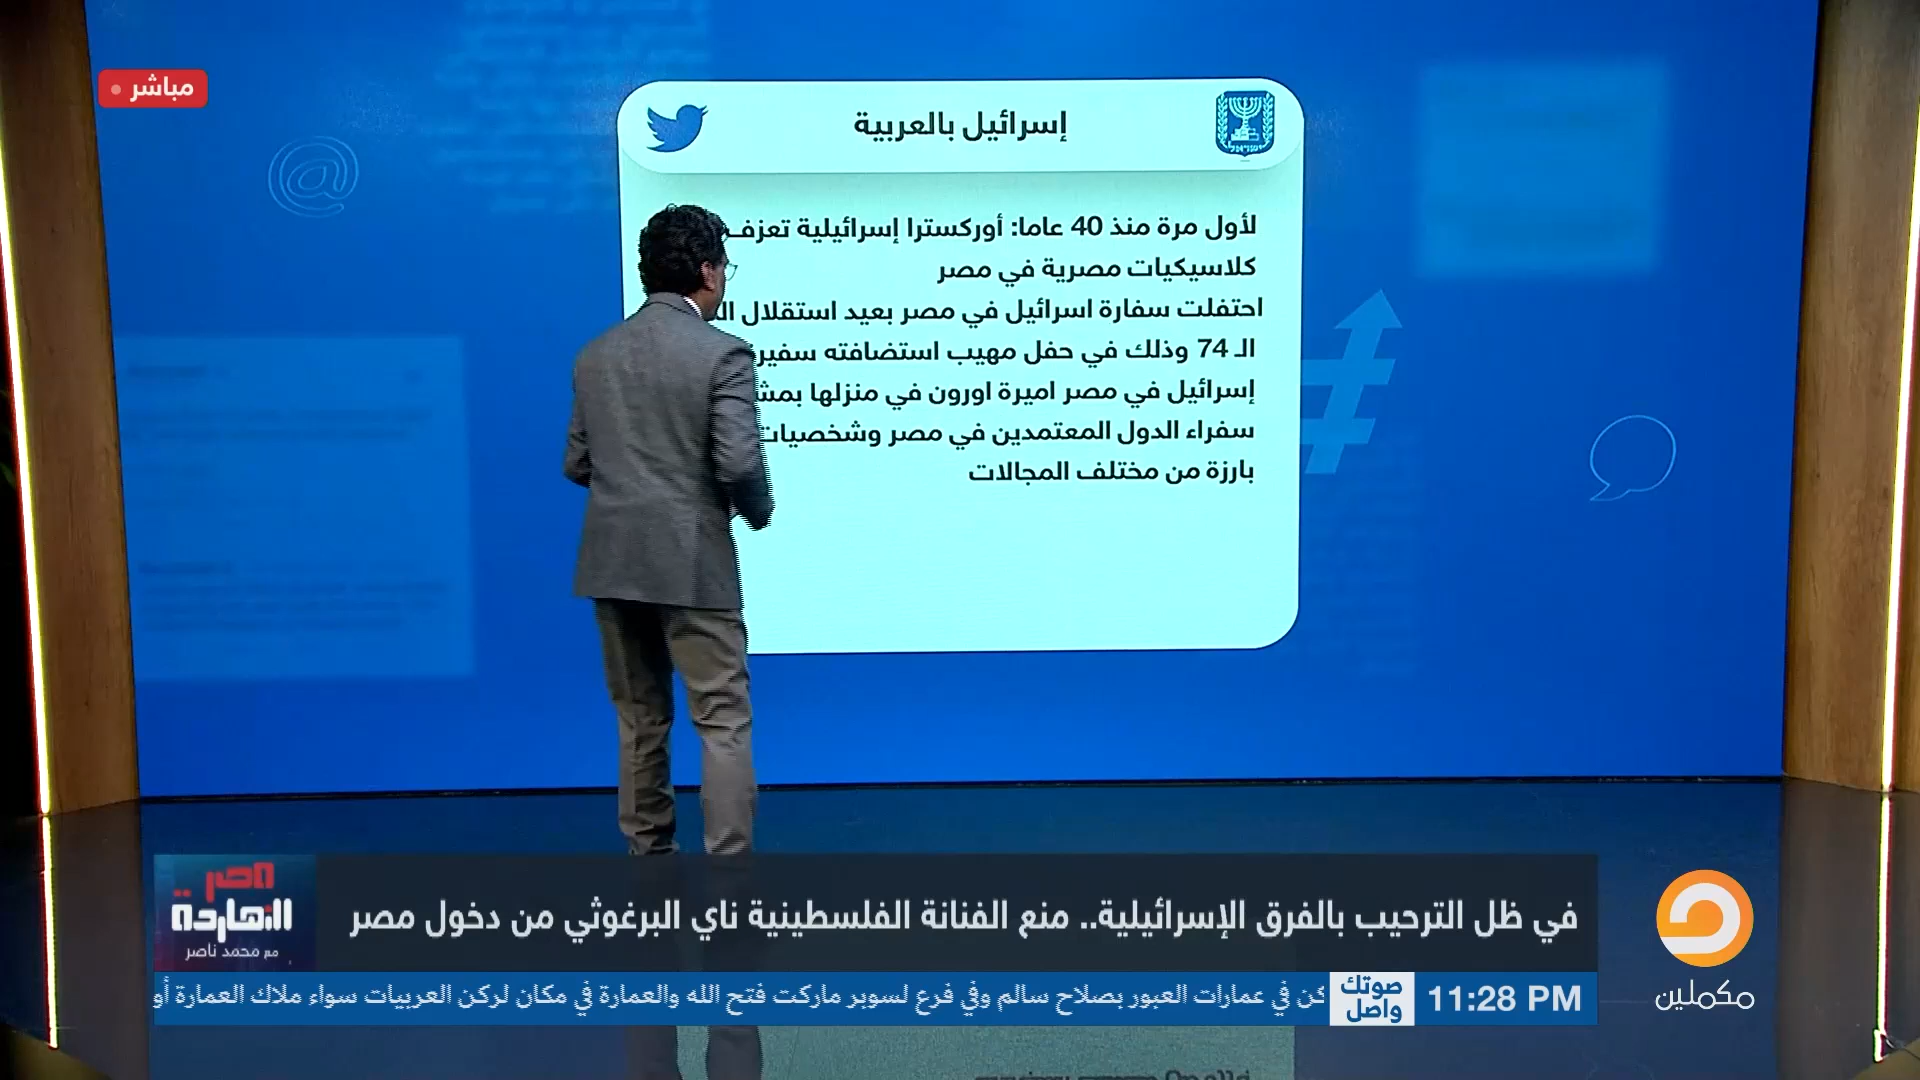 مباشر
إسرائيل بالعربية
لأول مرة منذ 40 عاما: أوركسترا إسرائيلية تعزف
كلاسيكيات مصرية في مصر
احتفلت سفارة اسرائيل في مصر بعيد استقلال
الـ 74 وذلك في حفل مهيب استضافته سفيرة
إسرائيل في مصر اميرة اورون في منزلها
سفراء الدول المعتمدين في مصر وشخصيات
بارزة من مختلف المجالات
في ظل الترحيب بالفرق الإسرائيلية.. منع الفنانة الفلسطينية ناي البرغوثي من دخول مصر
مصر
النهاردة
مع محمد ناصر
11:28 PM
صوتك
واصل
في عمارات العبور بصلاح سالم وفي فرع لسوبر ماركت فتح الله والعمارة في مكان لركن العربيات سواء ملاك العمارة
مكملين